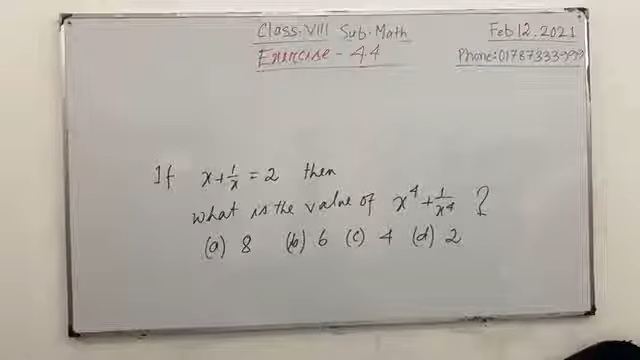 Class-VIII Sub-Math
Exercise - 4.4
Feb 12. 2021
Phone: 01787333999
If x + 1/x = 2 then
what is the value of x⁴ + 1/x⁴ ?
(a) 8 (b) 6 (c) 4 (d) 2